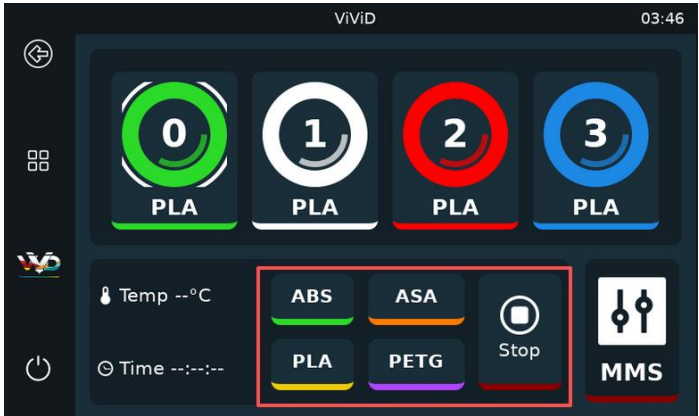 ViViD
03:46
0
1
2
3
PLA
PLA
PLA
PLA
Temp --°C
ABS
ASA
Stop
Time --:--:--
PLA
PETG
MMS